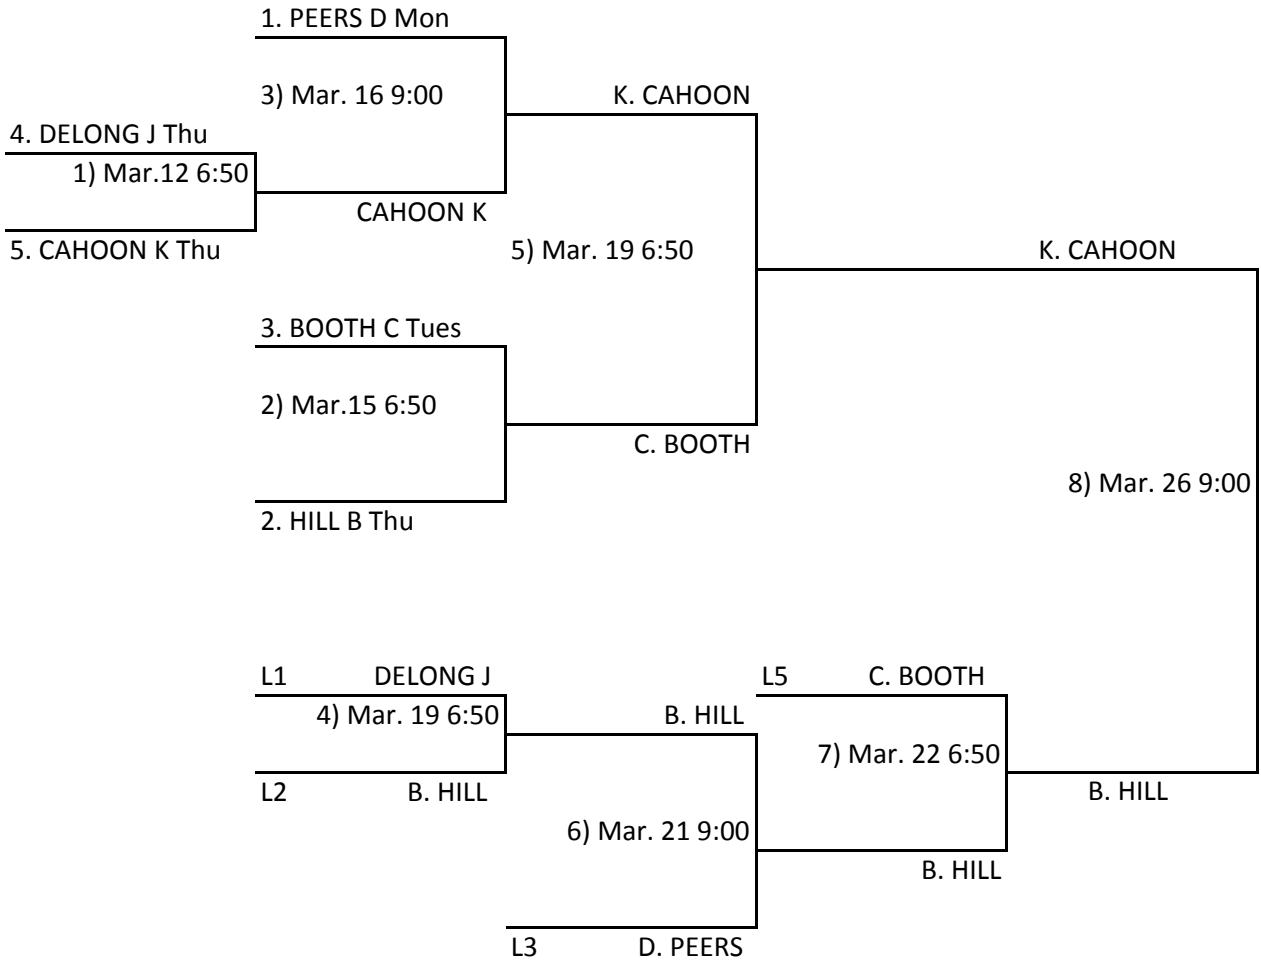 1. PEERS D Mon
3) Mar. 16 9:00
K. CAHOON
4. DELONG J Thu
1) Mar.12 6:50
CAHOON K
5. CAHOON K Thu
5) Mar. 19 6:50
K. CAHOON
3. BOOTH C Tues
2) Mar.15 6:50
C. BOOTH
8) Mar. 26 9:00
2. HILL B Thu
L1 DELONG J
L5 C. BOOTH
4) Mar. 19 6:50
B. HILL
7) Mar. 22 6:50
L2 B. HILL
B. HILL
6) Mar. 21 9:00
B. HILL
L3 D. PEERS